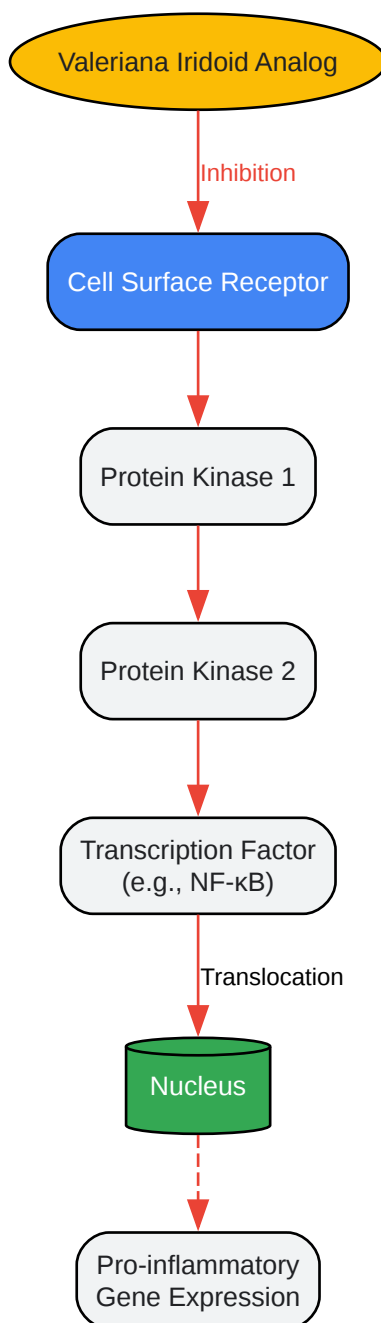 Valeriana Iridoid Analog
Inhibition
Cell Surface Receptor
Protein Kinase 1
Protein Kinase 2
Transcription Factor
(e.g., NF-κB)
Translocation
Nucleus
Pro-inflammatory
Gene Expression